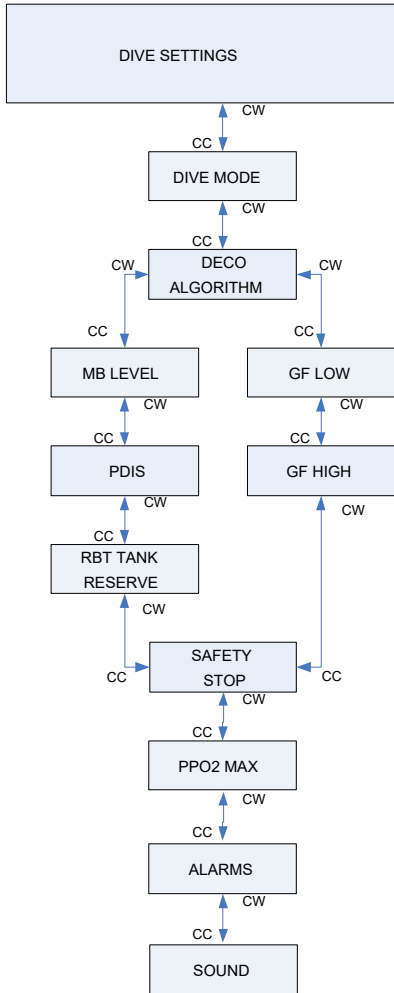 DIVE SETTINGS
CW
CC
DIVE MODE
CW
CC
CW
DECO
ALGORITHM
CW
CC
CC
MB LEVEL
GF LOW
CW
CW
CC
CC
PDIS
GF HIGH
CW
CW
CC
RBT TANK
RESERVE
CW
SAFETY
STOP
CC
CC
CW
CC
PPO2 MAX
CW
CC
ALARMS
CW
CC
SOUND